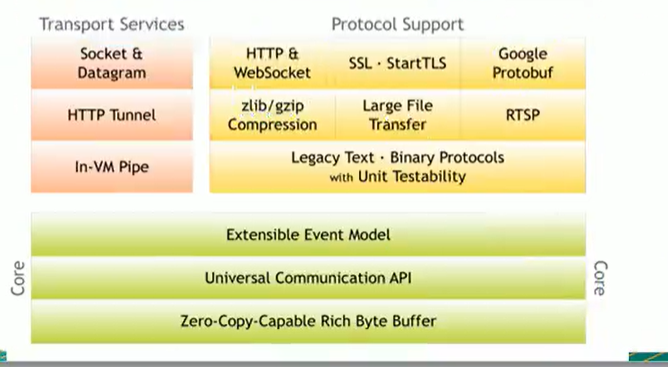 Transport Services
Socket &
Datagram
HTTP Tunnel
In-VM Pipe
Protocol Support
HTTP &
WebSocket
SSL · StartTLS
Google
Protobuf
zlib/gzip
Compression
Large File
Transfer
RTSP
Legacy Text · Binary Protocols
with Unit Testability
Core
Extensible Event Model
Universal Communication API
Zero-Copy-Capable Rich Byte Buffer
Core